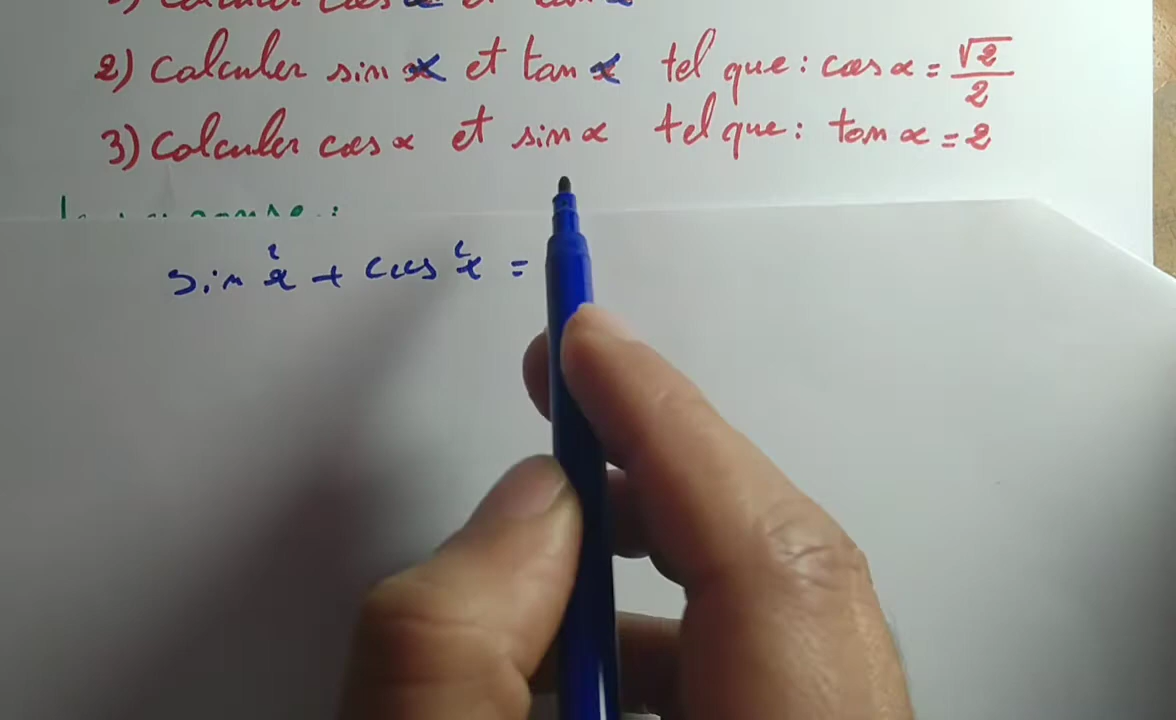 2) Calculer sin α et tan α tel que : cos α = √2/2
3) Calculer cos α et sin α tel que : tan α = 2
sin²α + cos²α =